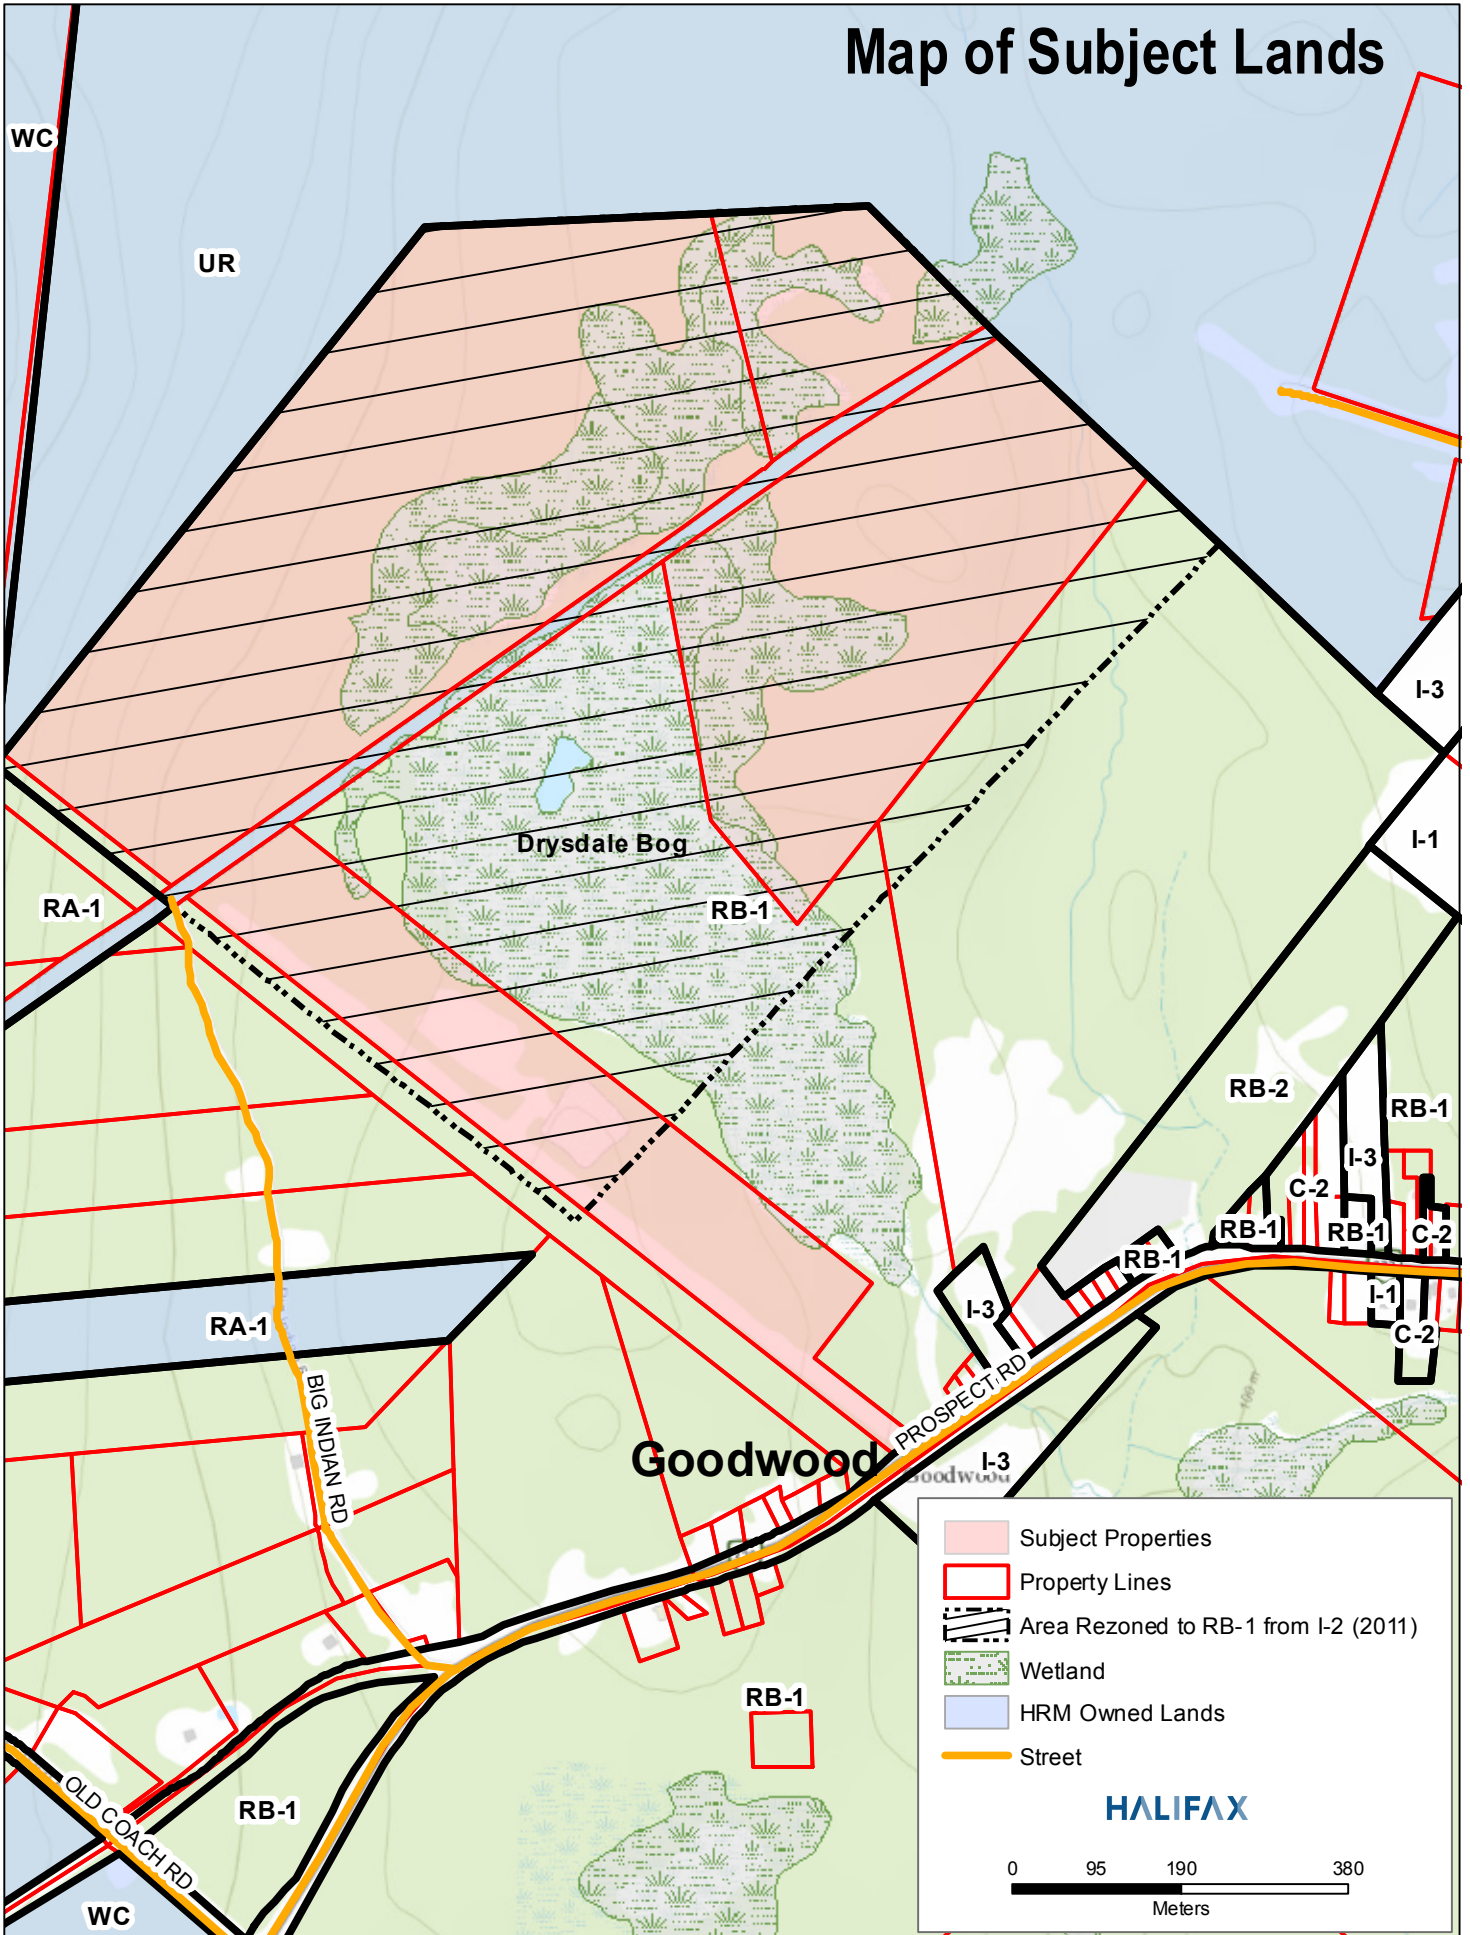 Map of Subject Lands
WC
UR
I-3
I-1
Drysdale Bog
RB-1
RA-1
RB-2
RB-1
I-3
C-2
RB-1
RB-1
C-2
RB-1
I-3
I-1
RA-1
C-2
BIG INDIAN RD
PROSPECT RD
100 m
Goodwood
I-3
Goodwood
RB-1
OLD COACH RD
RB-1
WC
Subject Properties
Property Lines
Area Rezoned to RB-1 from I-2 (2011)
Wetland
HRM Owned Lands
Street
HALIFAX
0 95 190 380
Meters